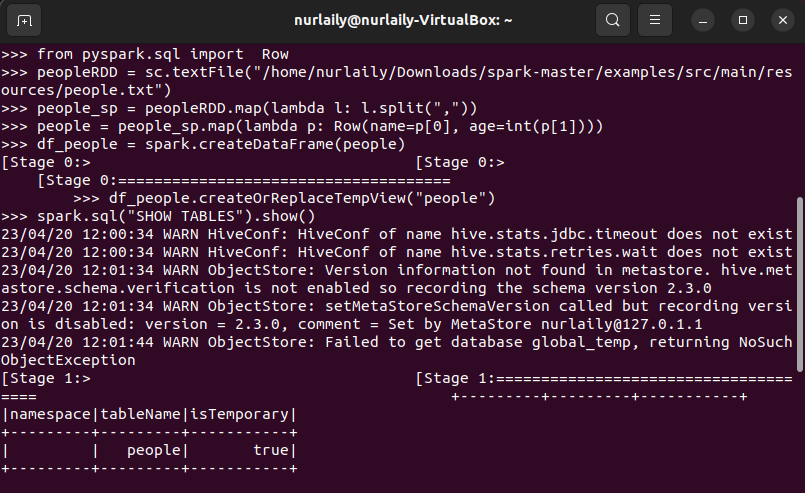 nurlaily@nurlaily-VirtualBox: ~
>>> from pyspark.sql import  Row
>>> peopleRDD = sc.textFile("/home/nurlaily/Downloads/spark-master/examples/src/main/res
ources/people.txt")
>>> people_sp = peopleRDD.map(lambda l: l.split(","))
>>> people = people_sp.map(lambda p: Row(name=p[0], age=int(p[1])))
>>> df_people = spark.createDataFrame(people)
[Stage 0:>                                    [Stage 0:>
    [Stage 0:=====================================
        >>> df_people.createOrReplaceTempView("people")
>>> spark.sql("SHOW TABLES").show()
23/04/20 12:00:34 WARN HiveConf: HiveConf of name hive.stats.jdbc.timeout does not exist
23/04/20 12:00:34 WARN HiveConf: HiveConf of name hive.stats.retries.wait does not exist
23/04/20 12:01:34 WARN ObjectStore: Version information not found in metastore. hive.met
astore.schema.verification is not enabled so recording the schema version 2.3.0
23/04/20 12:01:34 WARN ObjectStore: setMetaStoreSchemaVersion called but recording versi
on is disabled: version = 2.3.0, comment = Set by MetaStore nurlaily@127.0.1.1
23/04/20 12:01:44 WARN ObjectStore: Failed to get database global_temp, returning NoSuch
ObjectException
[Stage 1:>                                    [Stage 1:=================================
====                                              +---------+---------+-----------+
|namespace|tableName|isTemporary|
+---------+---------+-----------+
|         |   people|       true|
+---------+---------+-----------+